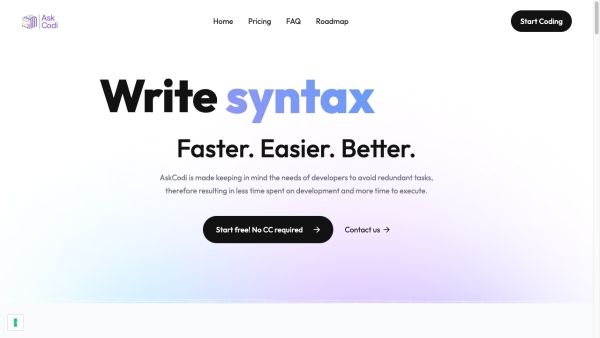 Ask
Codi
Home Pricing FAQ Roadmap
Start Coding
Write syntax
Faster. Easier. Better.
AskCodi is made keeping in mind the needs of developers to avoid redundant tasks,
therefore resulting in less time spent on development and more time to execute.
Start free! No CC required →
Contact us →